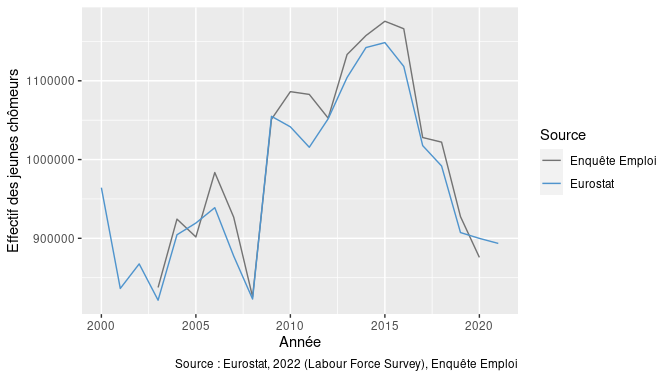 Effectif des jeunes chômeurs
1100000
1000000
900000
2000 2005 2010 2015 2020
Année
Source
Enquête Emploi
Eurostat
Source : Eurostat, 2022 (Labour Force Survey), Enquête Emploi